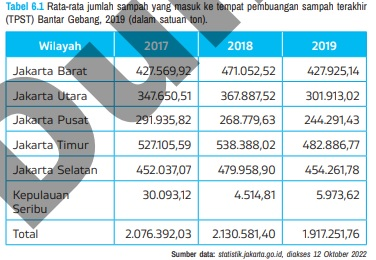 Tabel 6.1 Rata-rata jumlah sampah yang masuk ke tempat pembuangan sampah terakhir
(TPST) Bantar Gebang, 2019 (dalam satuan ton).
Wilayah 2017 2018 2019
Jakarta Barat 427.569,92 471.052,52 427.925,14
Jakarta Utara 347.650,51 367.887,52 301.913,02
Jakarta Pusat 291.935,82 268.779,63 244.291,43
Jakarta Timur 527.105,59 538.388,02 482.886,77
Jakarta Selatan 452.037,07 479.958,90 454.261,78
Kepulauan 30.093,12 4.514,81 5.973,62
Seribu
Total 2.076.392,03 2.130.581,40 1.917.251,76
Sumber data: statistik.jakarta.go.id, diakses 12 Oktober 2022